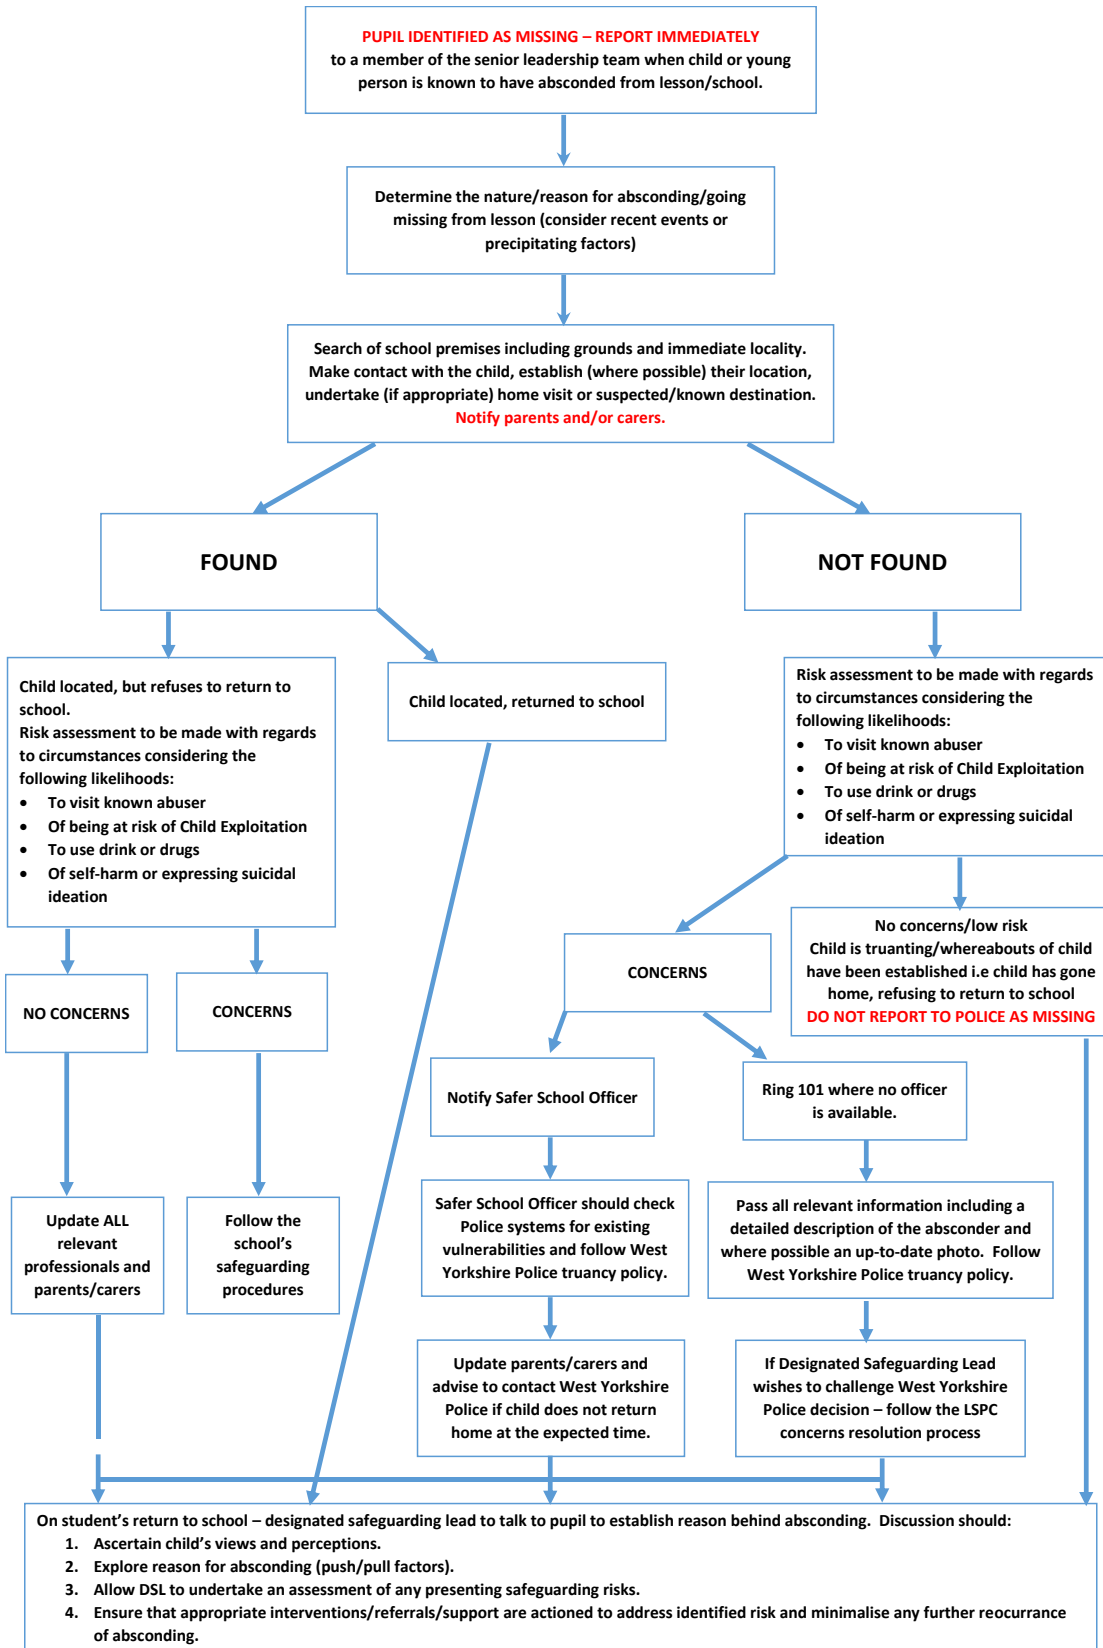 PUPIL IDENTIFIED AS MISSING – REPORT IMMEDIATELY
to a member of the senior leadership team when child or young
person is known to have absconded from lesson/school.
Determine the nature/reason for absconding/going
missing from lesson (consider recent events or
precipitating factors)
Search of school premises including grounds and immediate locality.
Make contact with the child, establish (where possible) their location,
undertake (if appropriate) home visit or suspected/known destination.
Notify parents and/or carers.
FOUND
NOT FOUND
Child located, but refuses to return to
school.
Risk assessment to be made with regards
to circumstances considering the
following likelihoods:
• To visit known abuser
• Of being at risk of Child Exploitation
• To use drink or drugs
• Of self-harm or expressing suicidal
ideation
Child located, returned to school
Risk assessment to be made with regards
to circumstances considering the
following likelihoods:
• To visit known abuser
• Of being at risk of Child Exploitation
• To use drink or drugs
• Of self-harm or expressing suicidal
ideation
NO CONCERNS
CONCERNS
CONCERNS
No concerns/low risk
Child is truanting/whereabouts of child
have been established i.e child has gone
home, refusing to return to school
DO NOT REPORT TO POLICE AS MISSING
Notify Safer School Officer
Ring 101 where no officer
is available.
Update ALL
relevant
professionals and
parents/carers
Follow the
school’s
safeguarding
procedures
Safer School Officer should check
Police systems for existing
vulnerabilities and follow West
Yorkshire Police truancy policy.
Pass all relevant information including a
detailed description of the absconder and
where possible an up-to-date photo.  Follow
West Yorkshire Police truancy policy.
Update parents/carers and
advise to contact West Yorkshire
Police if child does not return
home at the expected time.
If Designated Safeguarding Lead
wishes to challenge West Yorkshire
Police decision – follow the LSPC
concerns resolution process
On student’s return to school – designated safeguarding lead to talk to pupil to establish reason behind absconding.  Discussion should:
1. Ascertain child’s views and perceptions.
2. Explore reason for absconding (push/pull factors).
3. Allow DSL to undertake an assessment of any presenting safeguarding risks.
4. Ensure that appropriate interventions/referrals/support are actioned to address identified risk and minimalise any further reocurrance
of absconding.